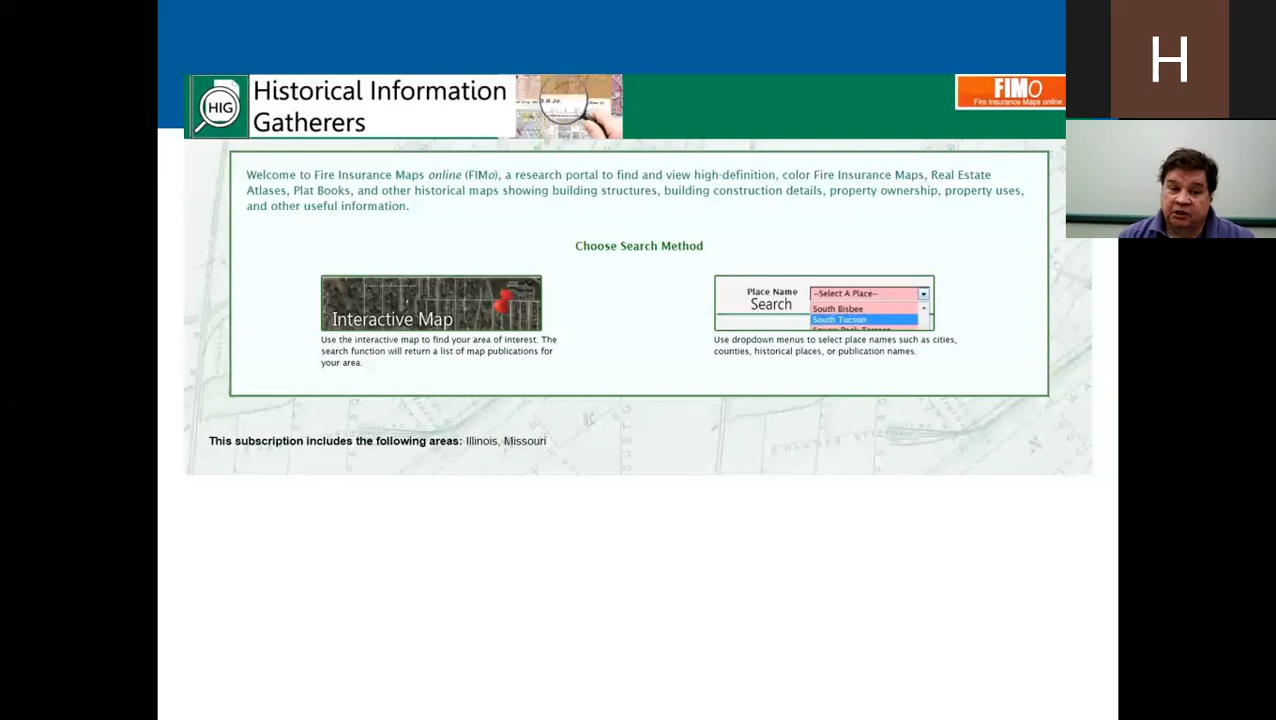 H
HIG
Historical Information
Gatherers
FIMO
Fire Insurance Maps online
Welcome to Fire Insurance Maps online (FIMo), a research portal to find and view high-definition, color Fire Insurance Maps, Real Estate
Atlases, Plat Books, and other historical maps showing building structures, building construction details, property ownership, property uses,
and other useful information.
Choose Search Method
Interactive Map
Use the interactive map to find your area of interest. The
search function will return a list of map publications for
your area.
Place Name
Search
--Select A Place--
South Bisbee
South Tucson
Use dropdown menus to select place names such as cities,
counties, historical places, or publication names.
This subscription includes the following areas: Illinois, Missouri